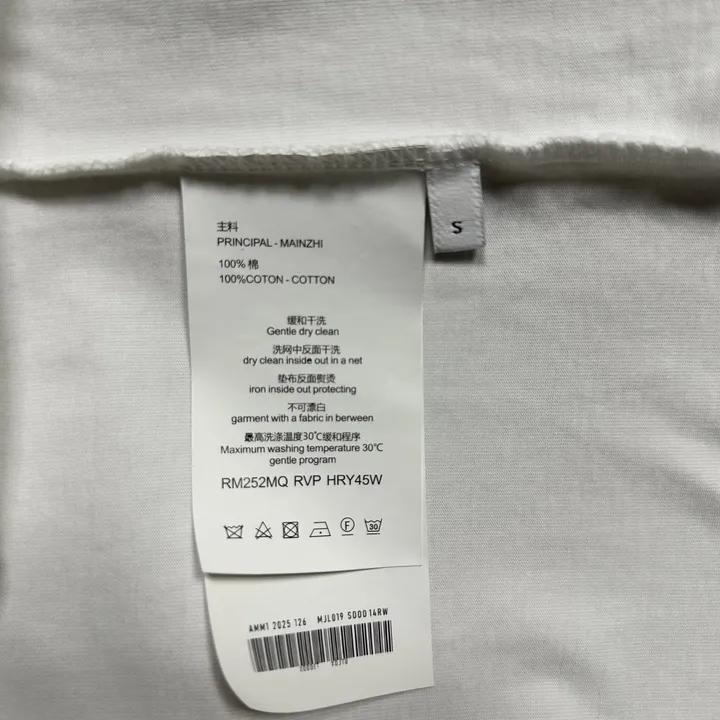 主料
PRINCIPAL - MAINZHI
100% 棉
100%COTON - COTTON
缓和干洗
Gentle dry clean
洗网中反面干洗
dry clean inside out in a net
垫布反面熨烫
iron inside out protecting
不可漂白
garment with a fabric in berween
最高洗涤温度30℃缓和程序
Maximum washing temperature 30℃
gentle program
RM252MQ RVP HRY45W
F
30
S
AMM1 2025 126 MJL019 S000 14RW